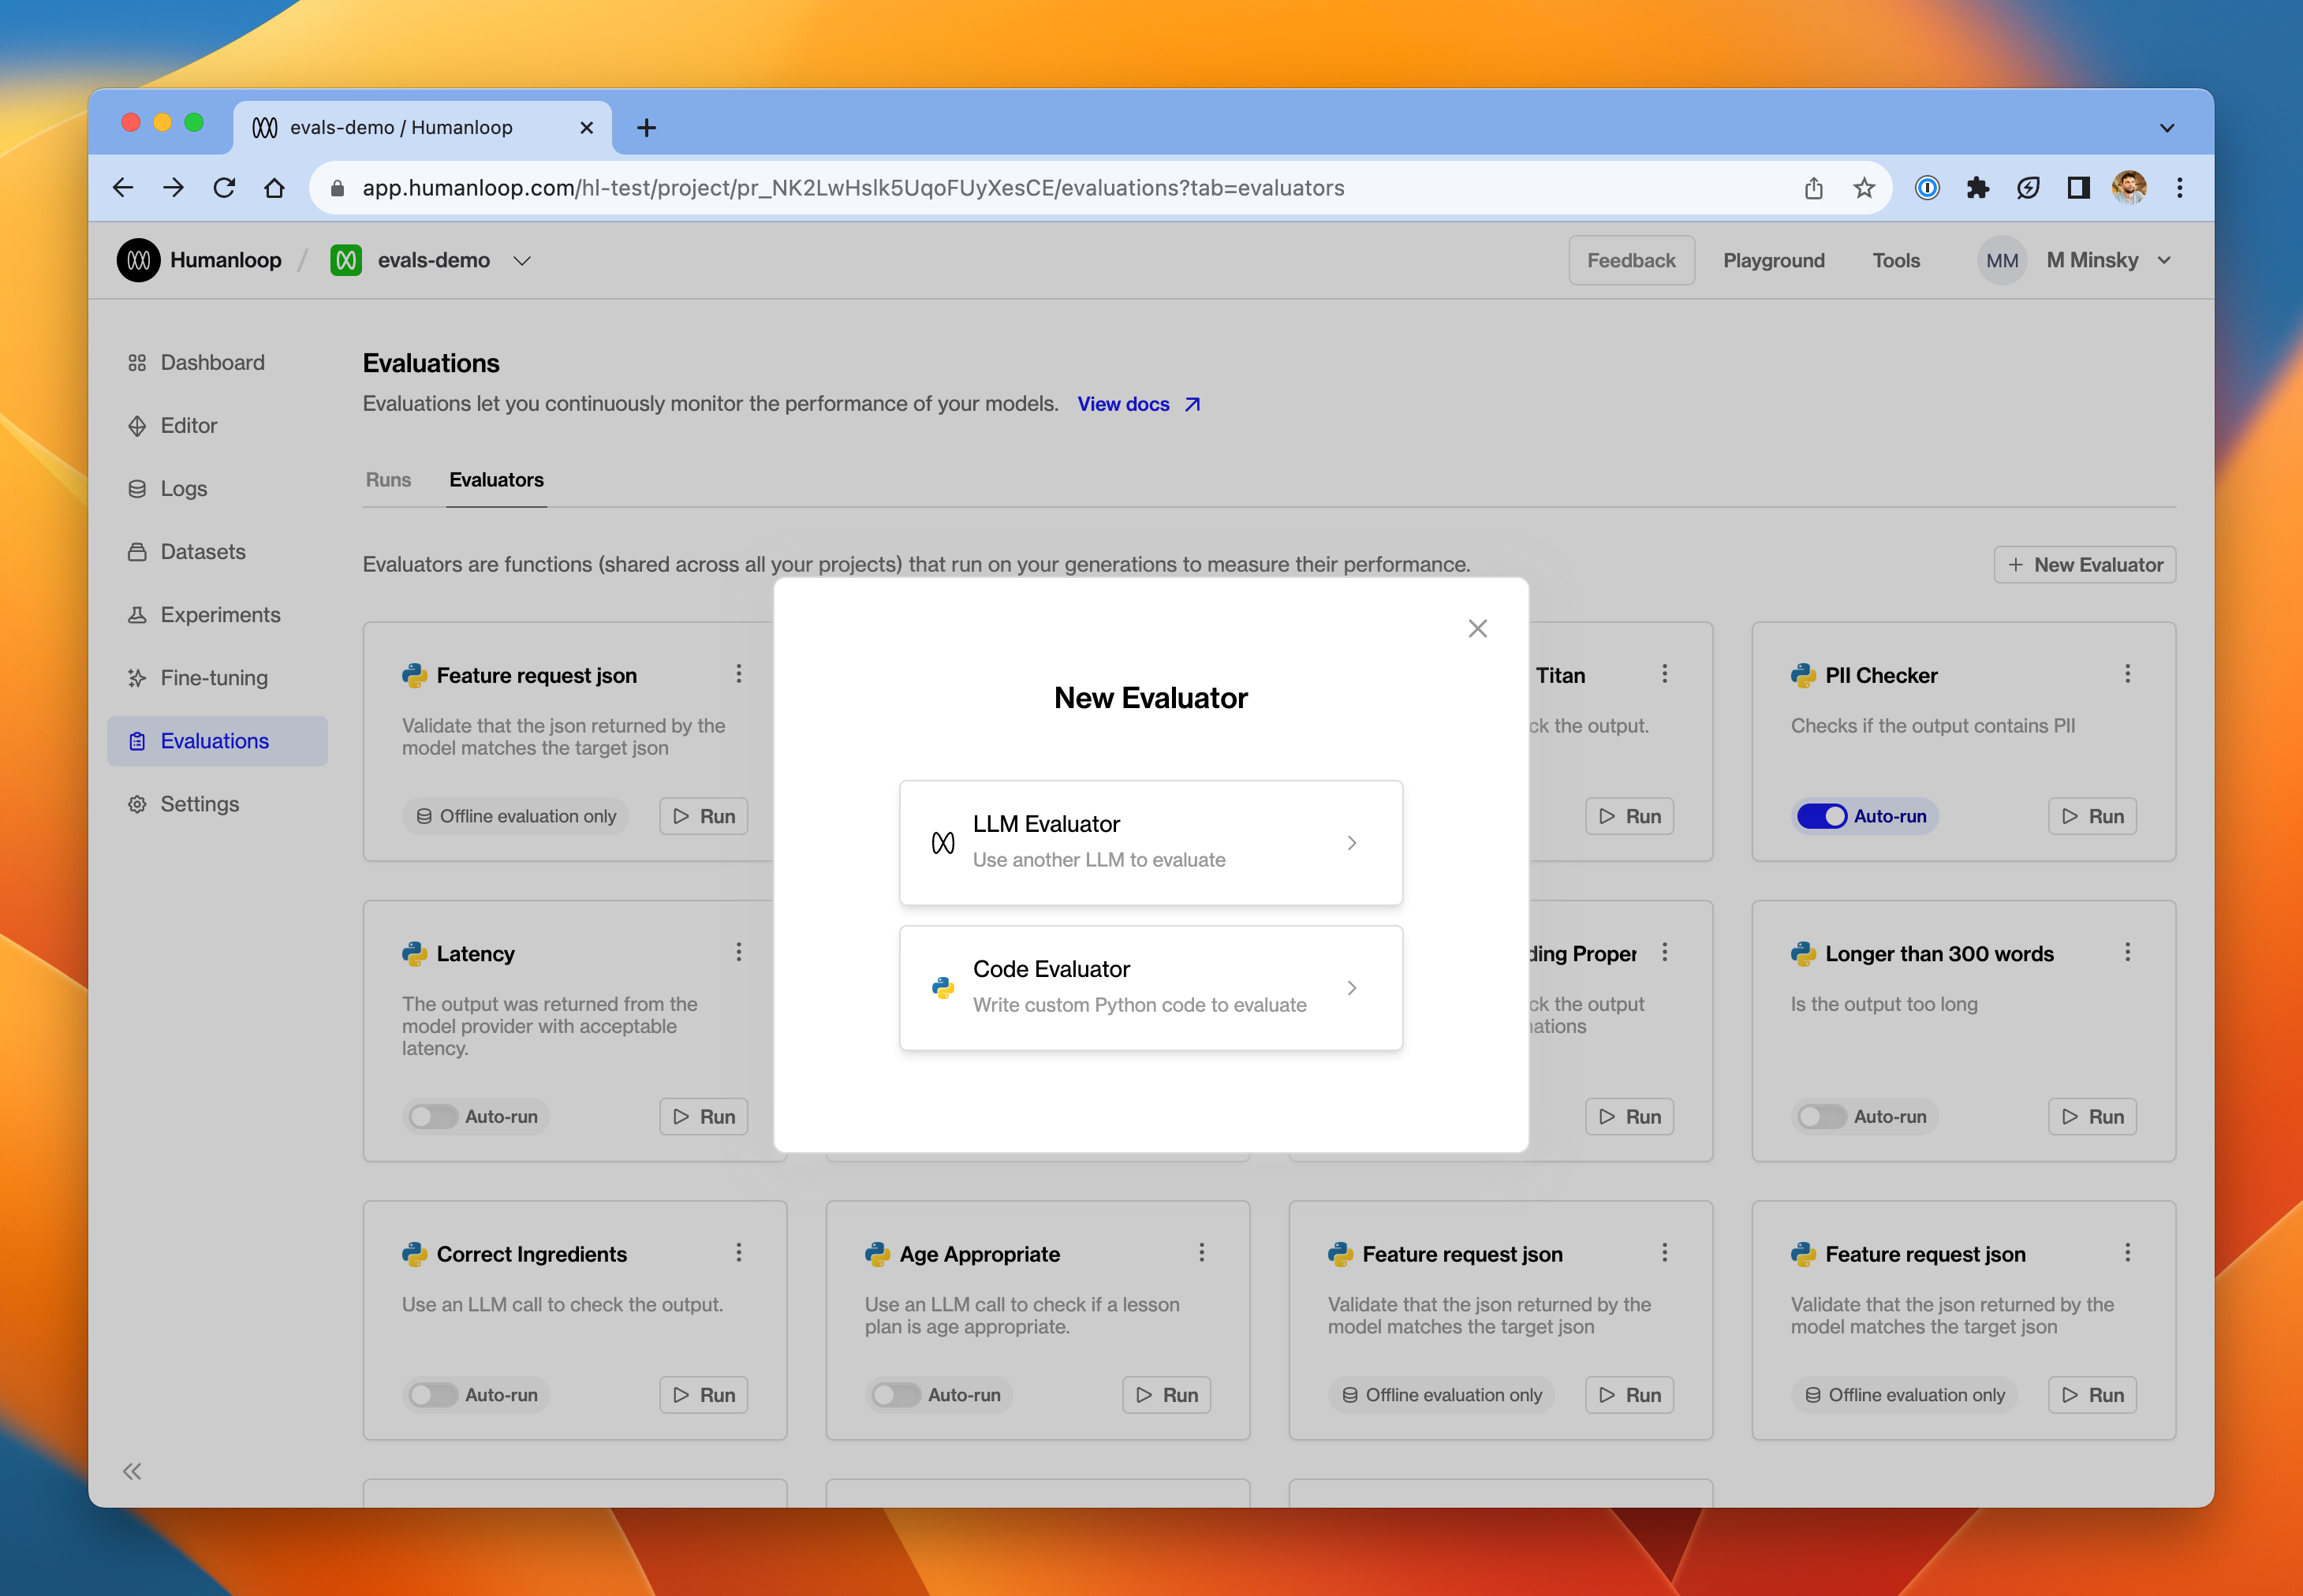 evals-demo / Humanloop
app.humanloop.com/hl-test/project/pr_NK2LwHslk5UqoFUyXesCE/evaluations?tab=evaluators
Humanloop / evals-demo
Feedback
Playground
Tools
MM
M Minsky
Dashboard
Editor
Logs
Datasets
Experiments
Fine-tuning
Evaluations
Settings
Evaluations
Evaluations let you continuously monitor the performance of your models. View docs
Runs
Evaluators
Evaluators are functions (shared across all your projects) that run on your generations to measure their performance.
+ New Evaluator
Feature request json
Validate that the json returned by the
model matches the target json
Offline evaluation only
Run
Titan
ck the output.
Run
PII Checker
Checks if the output contains PII
Auto-run
Run
New Evaluator
LLM Evaluator
Use another LLM to evaluate
Code Evaluator
Write custom Python code to evaluate
Latency
The output was returned from the
model provider with acceptable
latency.
Auto-run
Run
ding Proper
ck the output
ations
Run
Longer than 300 words
Is the output too long
Auto-run
Run
Correct Ingredients
Use an LLM call to check the output.
Auto-run
Run
Age Appropriate
Use an LLM call to check if a lesson
plan is age appropriate.
Auto-run
Run
Feature request json
Validate that the json returned by the
model matches the target json
Offline evaluation only
Run
Feature request json
Validate that the json returned by the
model matches the target json
Offline evaluation only
Run